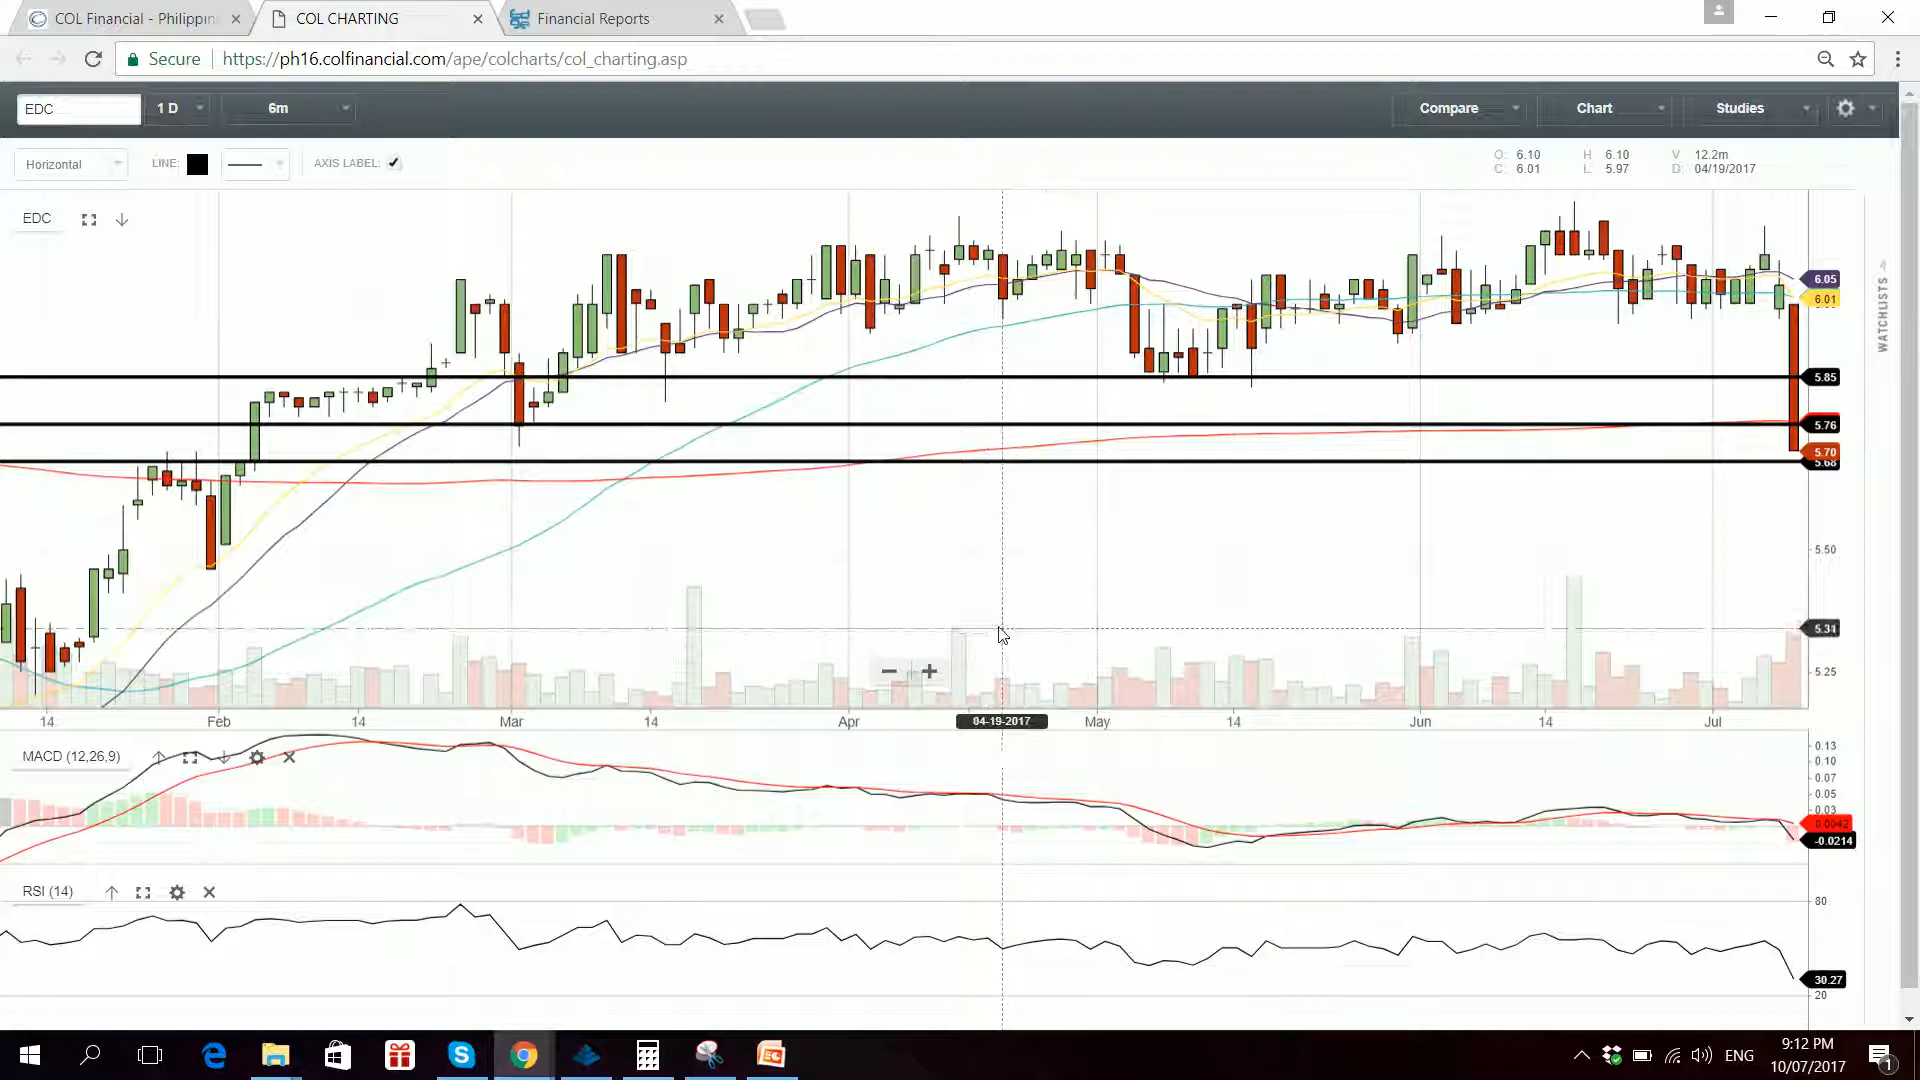 COL Financial - Philippin
COL CHARTING
Financial Reports
Secure
https://ph16.colfinancial.com/ape/colcharts/col_charting.asp
EDC
1 D
6m
Compare
Chart
Studies
Horizontal
LINE:
AXIS LABEL:
O: 6.10 H 6.10 V 12.2m
C: 6.01 L: 5.97 D: 04/19/2017
EDC
WATCHLISTS
6.05
6.01
5.85
5.76
5.70
5.68
5.50
5.31
5.25
14 Feb 14 Mar 14 Apr 04-19-2017 May 14 Jun 14 Jul
MACD (12,26,9)
0.13
0.10
0.07
0.05
0.03
0.0042
-0.0214
RSI (14)
80
30.27
20
ENG
9:12 PM
10/07/2017
1